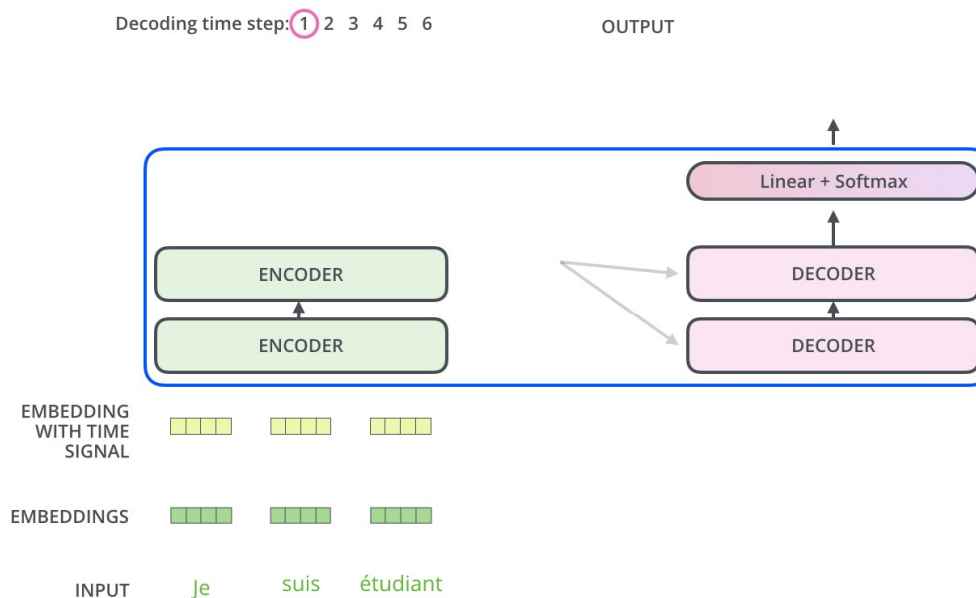 Decoding time step: 1 2 3 4 5 6
OUTPUT
Linear + Softmax
ENCODER
DECODER
ENCODER
DECODER
EMBEDDING
WITH TIME
SIGNAL
EMBEDDINGS
INPUT
Je suis étudiant